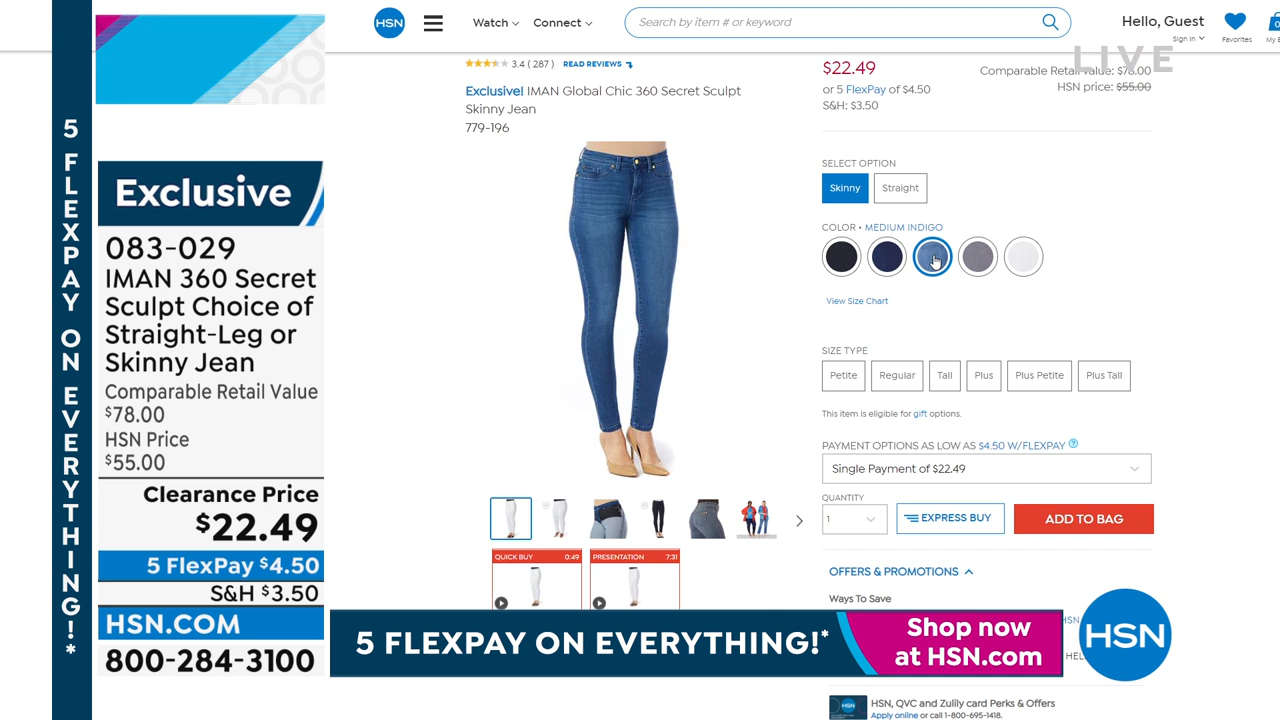 5 FLEXPAY ON EVERYTHING!*
Exclusive
083-029
IMAN 360 Secret
Sculpt Choice of
Straight-Leg or
Skinny Jean
Comparable Retail Value
$78.00
HSN Price
$55.00
Clearance Price
$22.49
5 FlexPay $4.50
S&H $3.50
HSN.COM
800-284-3100
HSN
Watch
Connect
Search by item # or keyword
Hello, Guest
Sign In
Favorites
0
LIVE
3.4 ( 287 ) READ REVIEWS
Exclusive! IMAN Global Chic 360 Secret Sculpt
Skinny Jean
779-196
$22.49
or 5 FlexPay of $4.50
S&H: $3.50
Comparable Retail Value: $78.00
HSN price: $55.00
SELECT OPTION
Skinny
Straight
COLOR • MEDIUM INDIGO
View Size Chart
SIZE TYPE
Petite
Regular
Tall
Plus
Plus Petite
Plus Tall
This item is eligible for gift options.
PAYMENT OPTIONS AS LOW AS $4.50 W/FLEXPAY ?
Single Payment of $22.49
QUANTITY
1
EXPRESS BUY
ADD TO BAG
QUICK BUY 0:49
PRESENTATION 7:31
OFFERS & PROMOTIONS
Ways To Save
5 FLEXPAY ON EVERYTHING!*
Shop now
at HSN.com
HSN
HSN, QVC and Zulily card Perks & Offers
Apply online or call 1-800-695-1418.